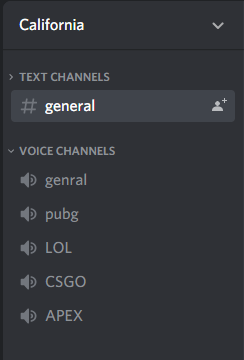 California
TEXT CHANNELS
# general
VOICE CHANNELS
genral
pubg
LOL
CSGO
APEX